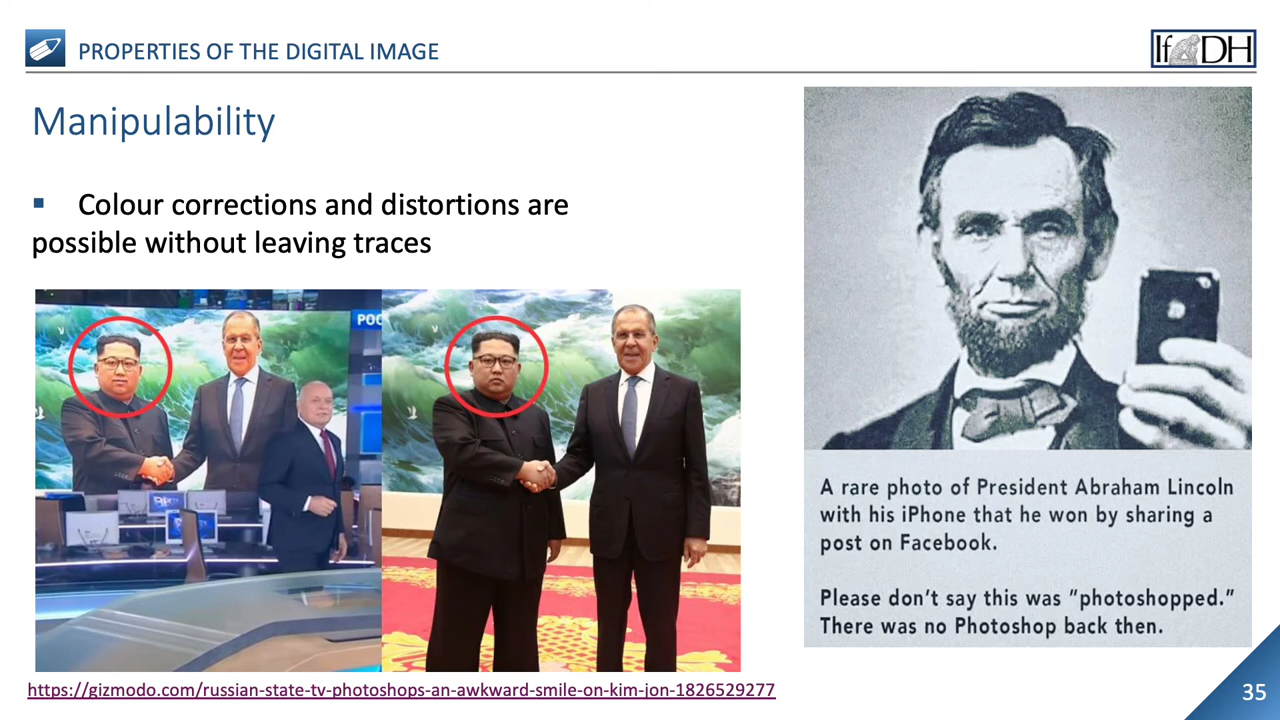 PROPERTIES OF THE DIGITAL IMAGE
IfDH
Manipulability
▪ Colour corrections and distortions are
possible without leaving traces
РОС
A rare photo of President Abraham Lincoln
with his iPhone that he won by sharing a
post on Facebook.
Please don't say this was “photoshopped.”
There was no Photoshop back then.
https://gizmodo.com/russian-state-tv-photoshops-an-awkward-smile-on-kim-jon-1826529277
35